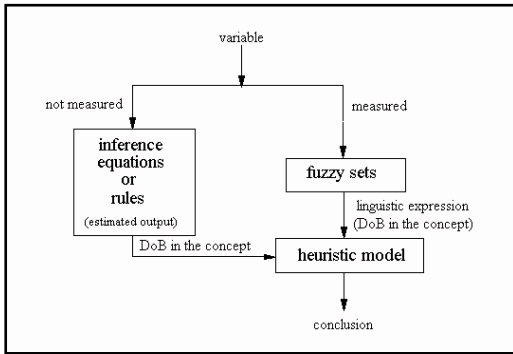 variable
not measured
measured
inference
equations
or
rules
(estimated output)
fuzzy sets
linguistic expression
(DoB in the concept)
DoB in the concept
heuristic model
conclusion